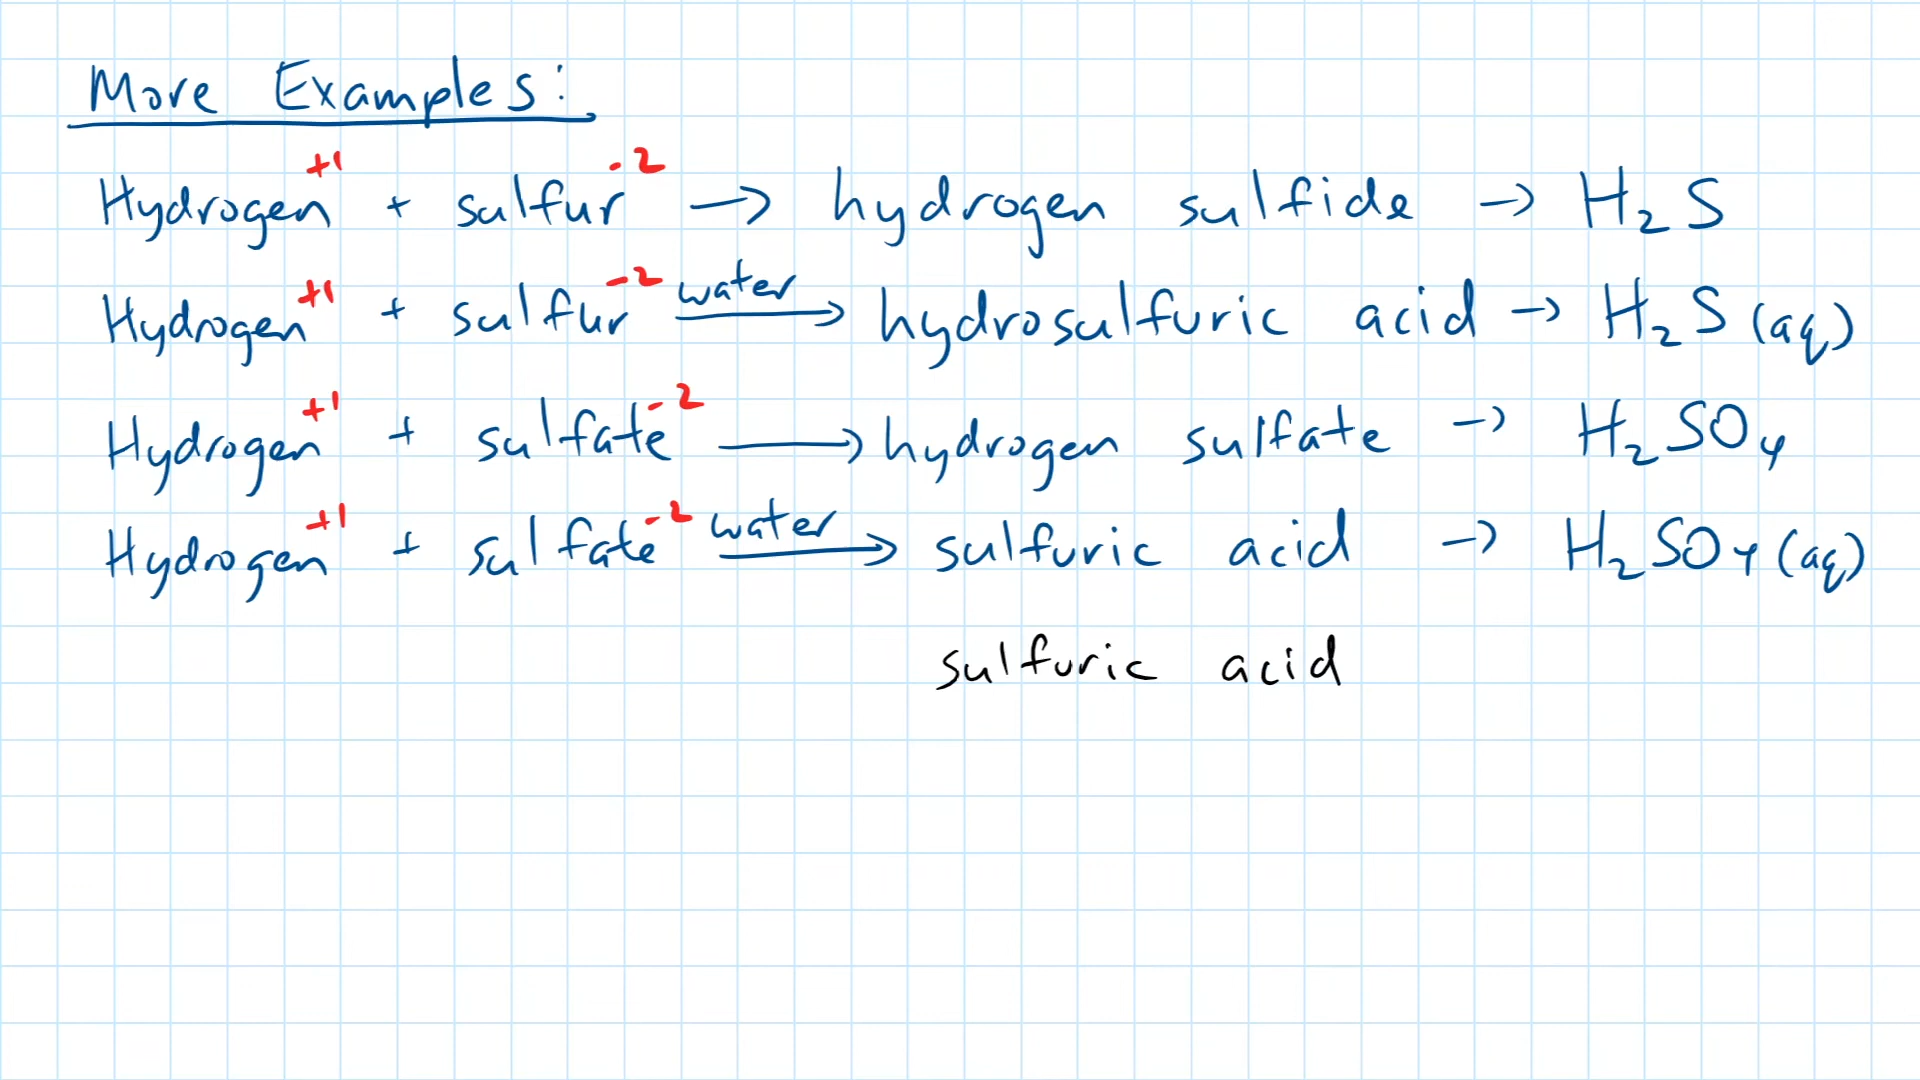 More Examples:
Hydrogen⁺¹ + sulfur⁻² → hydrogen sulfide → H₂S
Hydrogen⁺¹ + sulfur⁻² water→ hydrosulfuric acid → H₂S (aq)
Hydrogen⁺¹ + sulfate⁻² → hydrogen sulfate → H₂SO₄
Hydrogen⁺¹ + sulfate⁻² water→ sulfuric acid → H₂SO₄ (aq)
sulfuric acid